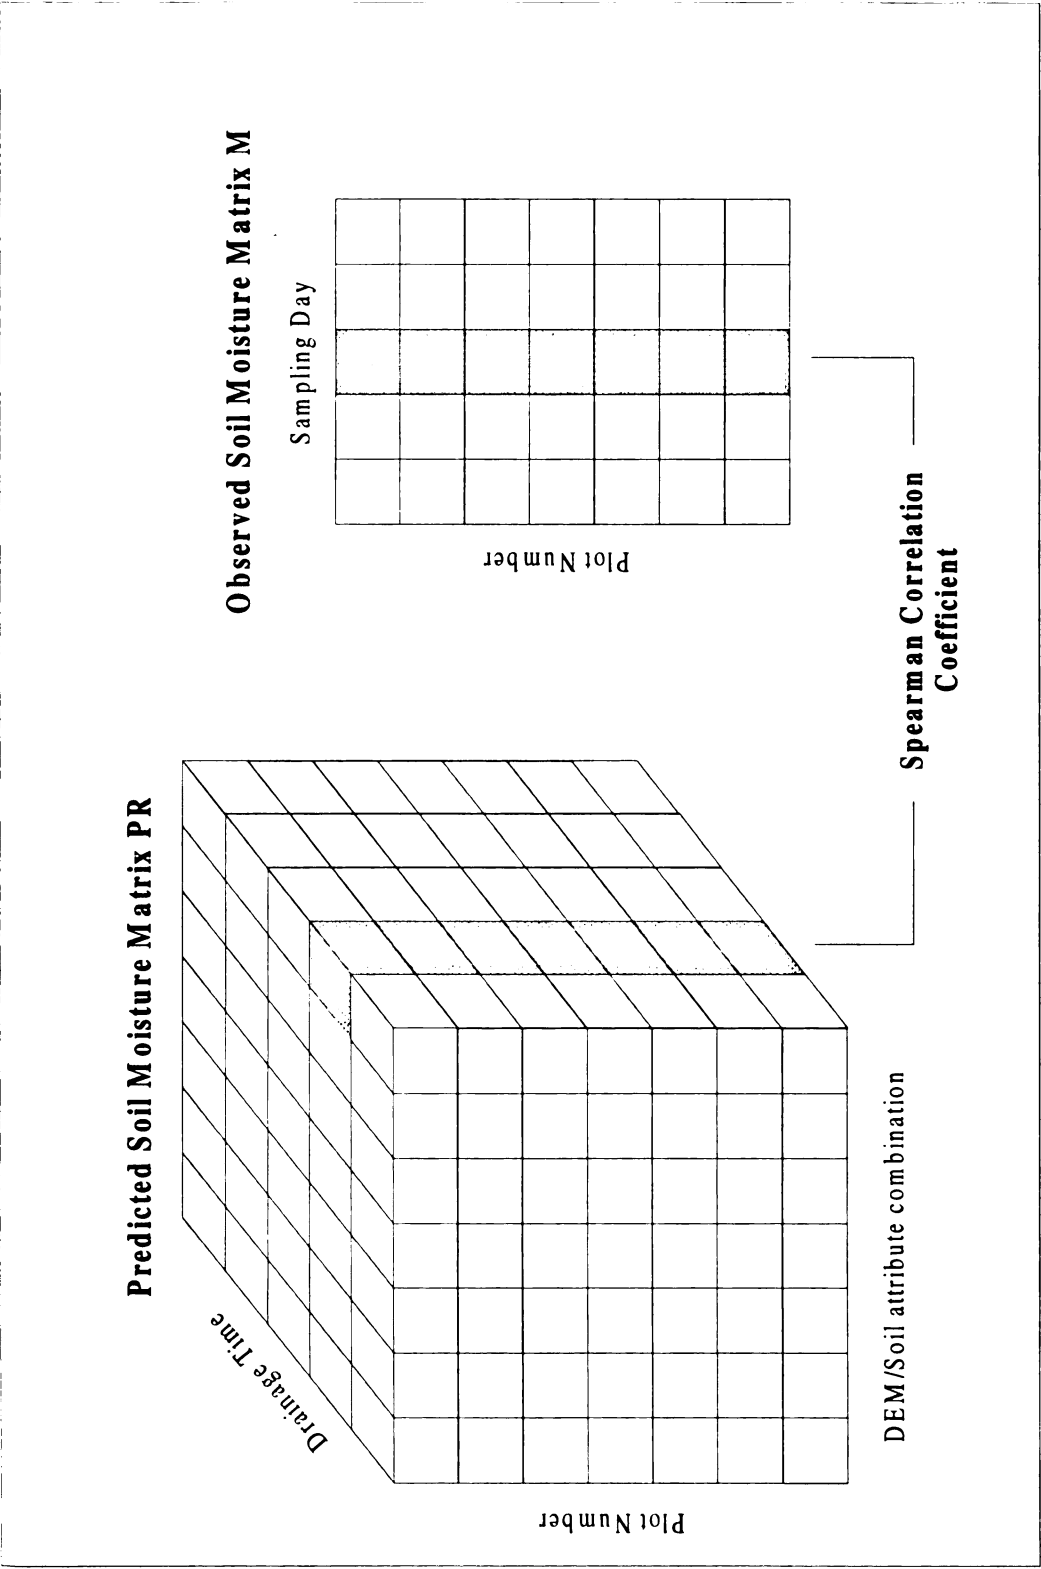 Predicted Soil Moisture Matrix PR
Observed Soil Moisture Matrix M
Drainage Time
Sampling Day
Plot Number
Plot Number
DEM/Soil attribute combination
Spearman Correlation
Coefficient